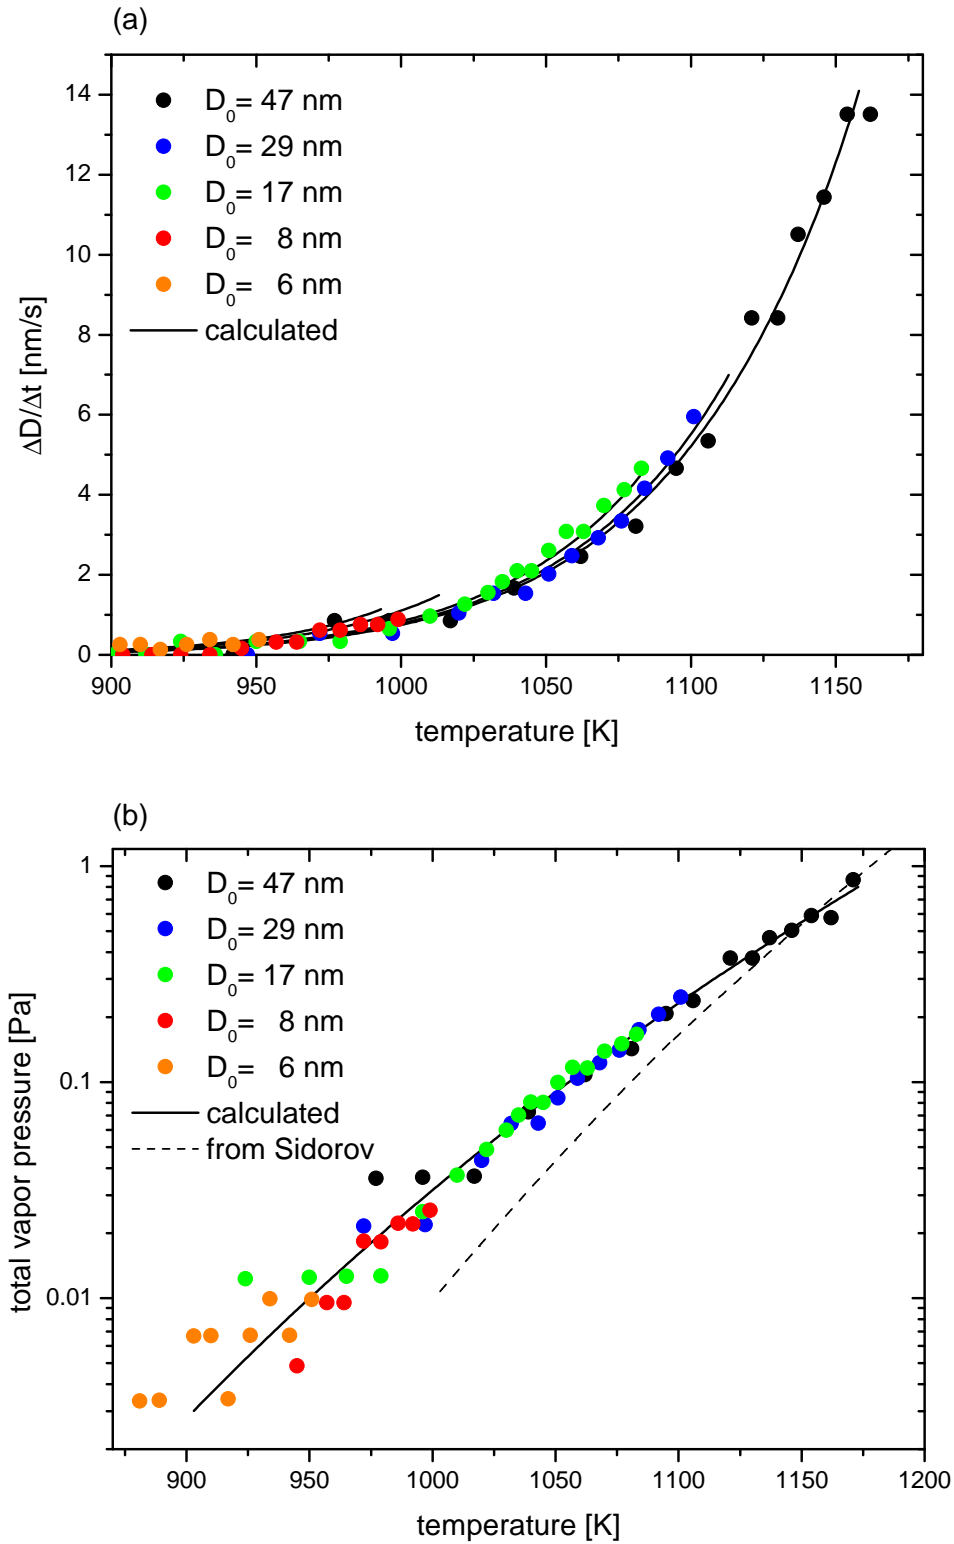 (a)
14
12
10
8
6
4
2
0
ΔD/Δt [nm/s]
D₀= 47 nm
D₀= 29 nm
D₀= 17 nm
D₀= 8 nm
D₀= 6 nm
calculated
900 950 1000 1050 1100 1150
temperature [K]
(b)
1
0.1
0.01
total vapor pressure [Pa]
D₀= 47 nm
D₀= 29 nm
D₀= 17 nm
D₀= 8 nm
D₀= 6 nm
calculated
from Sidorov
900 950 1000 1050 1100 1150 1200
temperature [K]